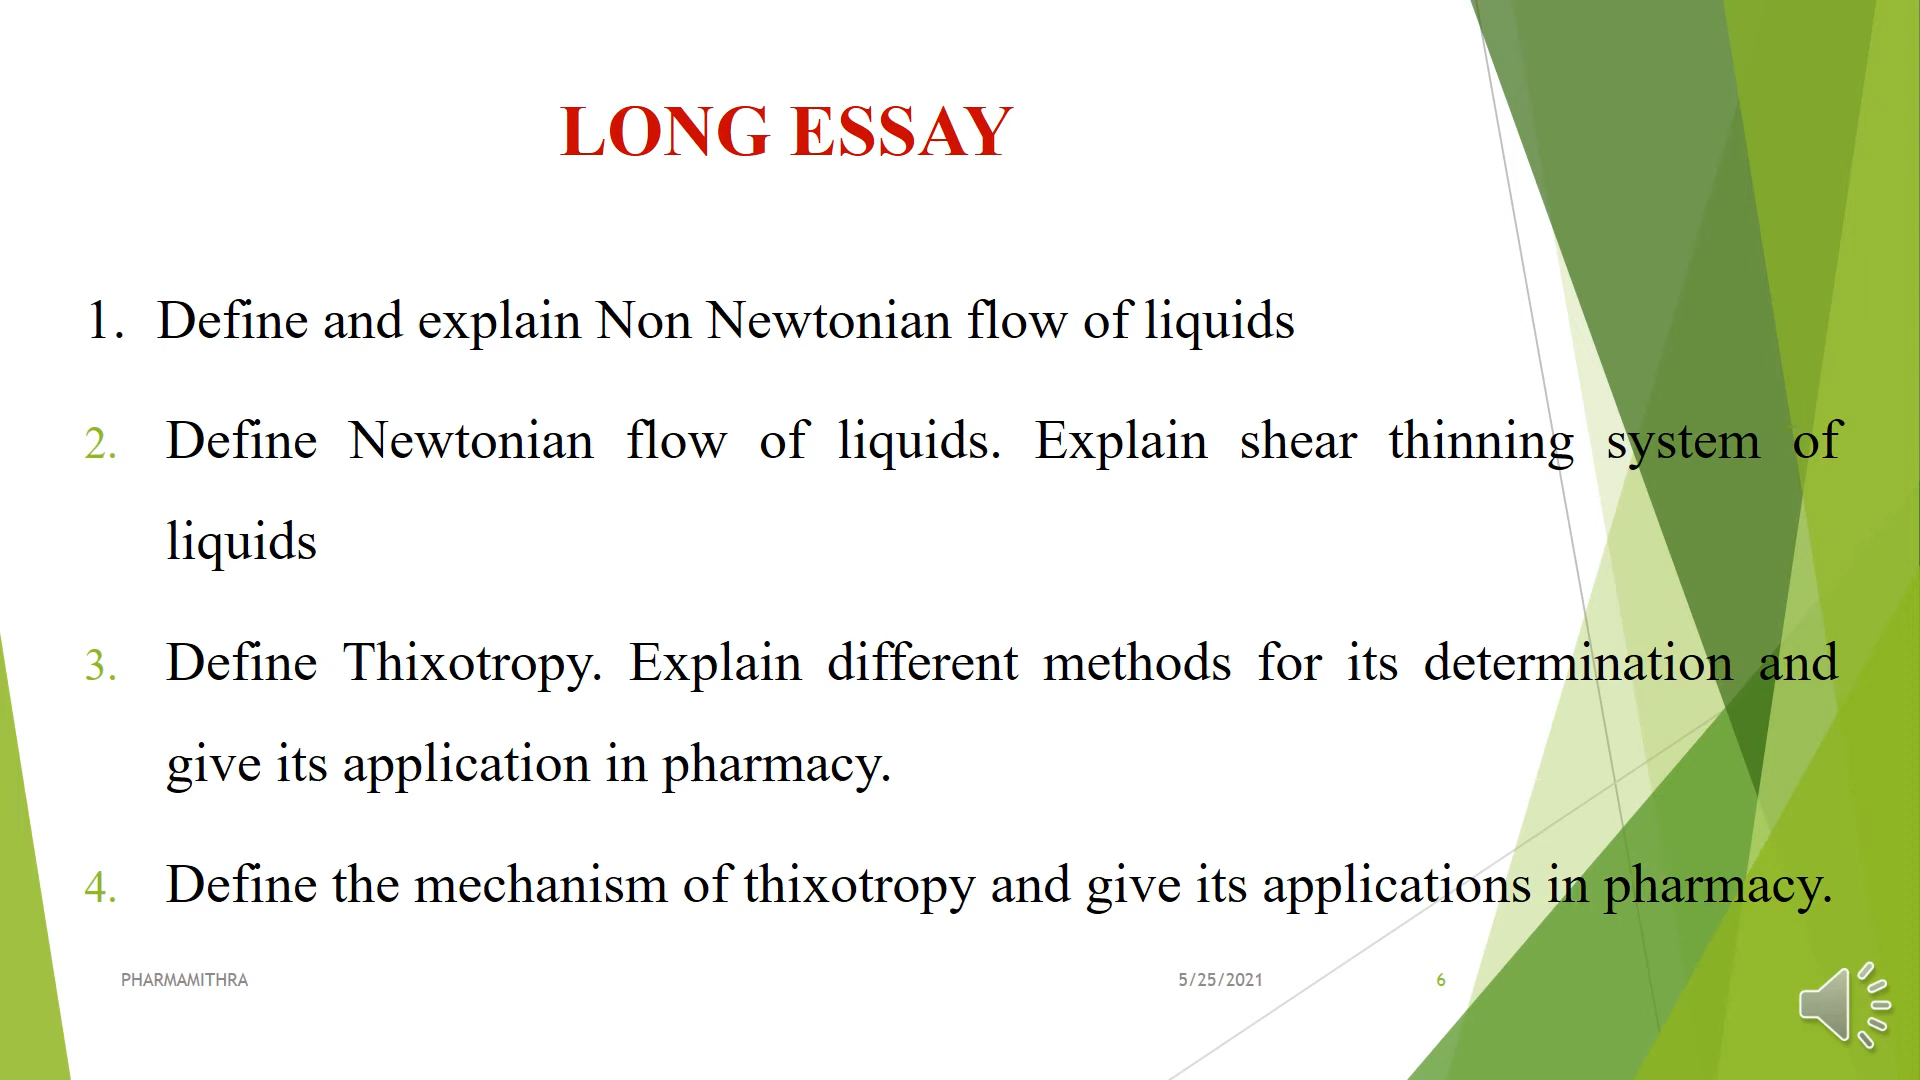 LONG ESSAY
1. Define and explain Non Newtonian flow of liquids
2. Define Newtonian flow of liquids. Explain shear thinning system of
liquids
3. Define Thixotropy. Explain different methods for its determination and
give its application in pharmacy.
4. Define the mechanism of thixotropy and give its applications in pharmacy.
PHARMAMITHRA 5/25/2021 6